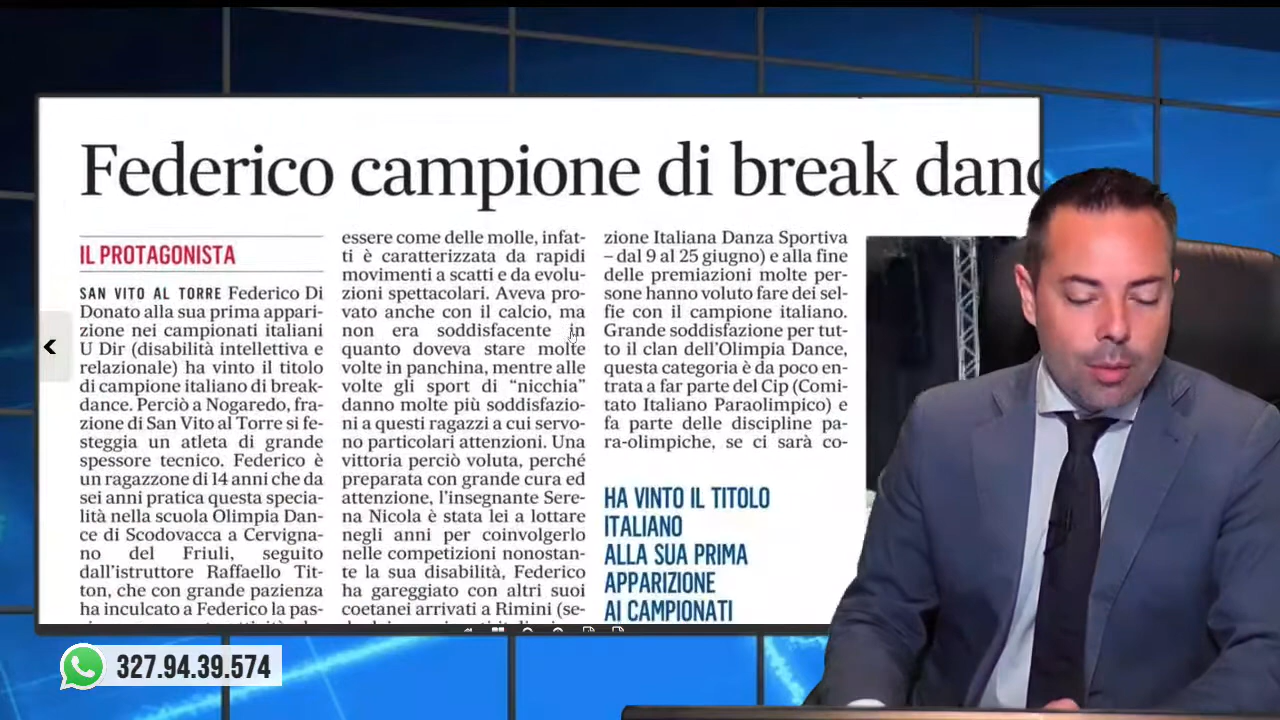 Federico campione di break
IL PROTAGONISTA
SAN VITO AL TORRE Federico Di
Donato alla sua prima appari-
zione nei campionati italiani
U Dir (disabilità intellettiva e
relazionale) ha vinto il titolo
di campione italiano di break-
dance. Perciò a Nogaredo, fra-
zione di San Vito al Torre si fe-
steggia un atleta di grande
spessore tecnico. Federico è
un ragazzone di 14 anni che da
sei anni pratica questa specia-
lità nella scuola Olimpia Dan-
ce di Scodovacca a Cervigna-
no del Friuli, seguito
dall'istruttore Raffaello Tit-
ton, che con grande pazienza
ha inculcato a Federico la pas-
essere come delle molle, infat-
ti è caratterizzata da rapidi
movimenti a scatti e da evolu-
zioni spettacolari. Aveva pro-
vato anche con il calcio, ma
non era soddisfacente in
quanto doveva stare molte
volte in panchina, mentre alle
volte gli sport di “nicchia”
danno molte più soddisfazio-
ni a questi ragazzi a cui servo-
no particolari attenzioni. Una
vittoria perciò voluta, perché
preparata con grande cura ed
attenzione, l'insegnante Sere-
na Nicola è stata lei a lottare
negli anni per coinvolgerlo
nelle competizioni nonostan-
te la sua disabilità, Federico
ha gareggiato con altri suoi
coetanei arrivati a Rimini (se-
zione Italiana Danza Sportiva
– dal 9 al 25 giugno) e alla fine
delle premiazioni molte per-
sone hanno voluto fare dei sel-
fie con il campione italiano.
Grande soddisfazione per tut-
to il clan dell'Olimpia Dance,
questa categoria è da poco en-
trata a far parte del Cip (Comi-
tato Italiano Paraolimpico) e
fa parte delle discipline pa-
ra-olimpiche, se ci sarà co-
HA VINTO IL TITOLO
ITALIANO
ALLA SUA PRIMA
APPARIZIONE
AI CAMPIONATI
327.94.39.574